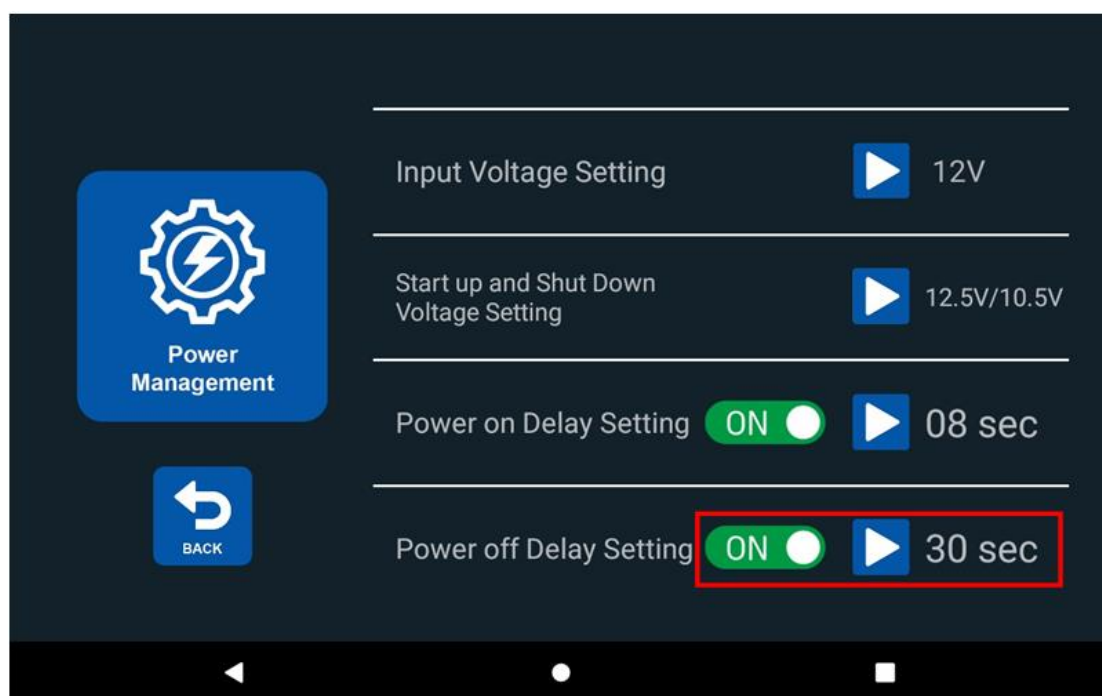 Input Voltage Setting
12V
Start up and Shut Down
Voltage Setting
12.5V/10.5V
Power
Management
Power on Delay Setting
ON
08 sec
BACK
Power off Delay Setting
ON
30 sec